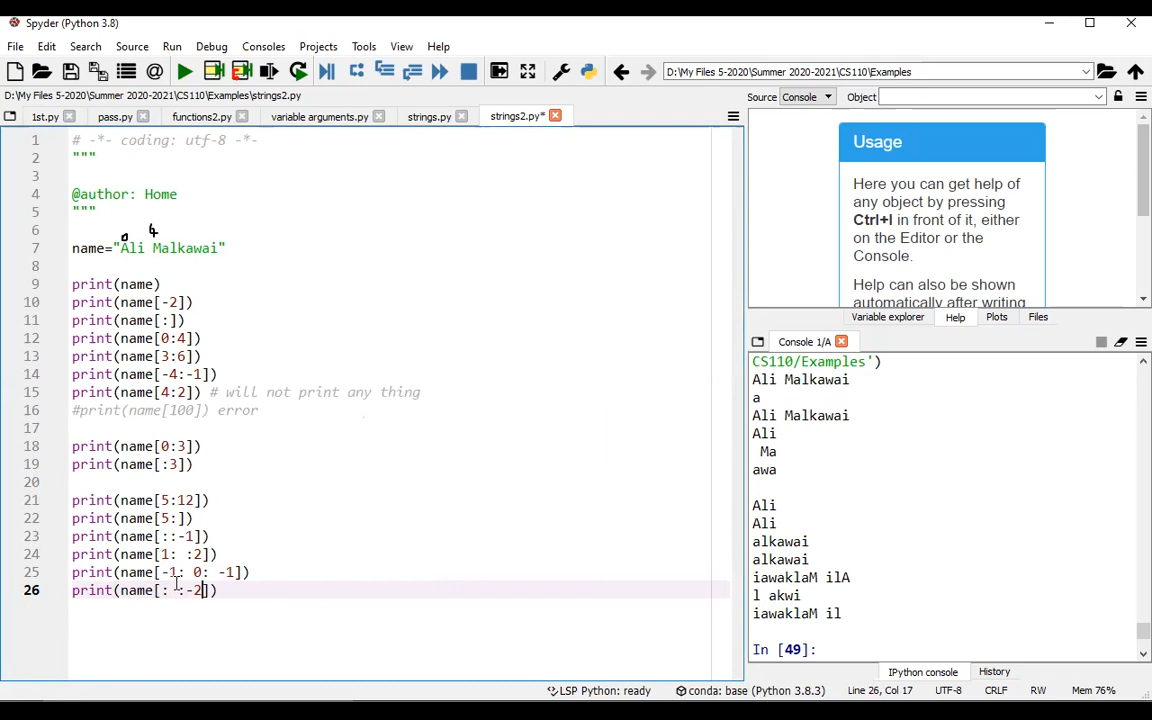 Spyder (Python 3.8)
File Edit Search Source Run Debug Consoles Projects Tools View Help
D:\My Files 5-2020\Summer 2020-2021\CS110\Examples
D:\My Files 5-2020\Summer 2020-2021\CS110\Examples\strings2.py
Source Console Object
1st.py pass.py functions2.py variable arguments.py strings.py strings2.py*
1 # -*- coding: utf-8 -*-
2 """
3
4 @author: Home
5 """
6 0 4
7 name="Ali Malkawai"
8
9 print(name)
10 print(name[-2])
11 print(name[:])
12 print(name[0:4])
13 print(name[3:6])
14 print(name[-4:-1])
15 print(name[4:2]) # will not print any thing
16 #print(name[100]) error
17
18 print(name[0:3])
19 print(name[:3])
20
21 print(name[5:12])
22 print(name[5:])
23 print(name[::-1])
24 print(name[1: :2])
25 print(name[-1: 0: -1])
26 print(name[: :-2])
Usage
Here you can get help of
any object by pressing
Ctrl+I in front of it, either
on the Editor or the
Console.
Help can also be shown
automatically after writing
Variable explorer Help Plots Files
Console 1/A
CS110/Examples')
Ali Malkawai
a
Ali Malkawai
Ali
Ma
awa
Ali
Ali
alkawai
alkawai
iawaklaM ilA
l akwi
iawaklaM il
In [49]:
IPython console History
LSP Python: ready conda: base (Python 3.8.3) Line 26, Col 17 UTF-8 CRLF RW Mem 76%